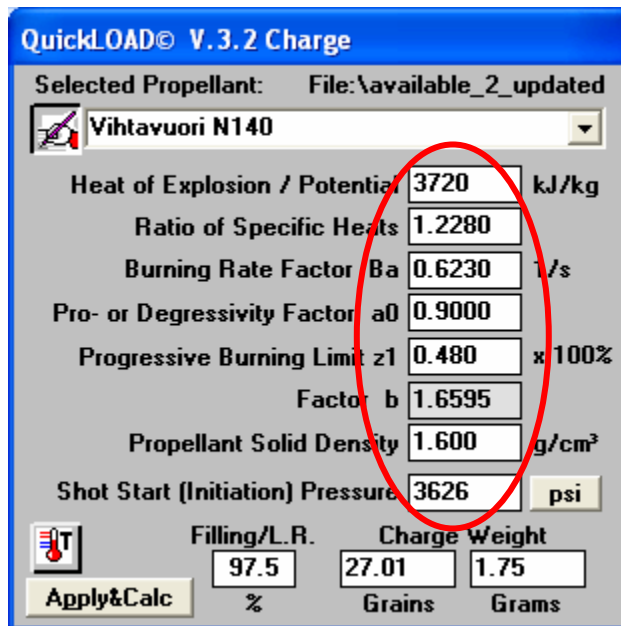 QuickLOAD© V.3.2 Charge
Selected Propellant: File:\available_2_updated
Vihtavuori N140
Heat of Explosion / Potential 3720 kJ/kg
Ratio of Specific Heats 1.2280
Burning Rate Factor Ba 0.6230 1/s
Pro- or Degressivity Factor a0 0.9000
Progressive Burning Limit z1 0.480 x 100%
Factor b 1.6595
Propellant Solid Density 1.600 g/cm³
Shot Start (Initiation) Pressure 3626 psi
T Filling/L.R. Charge Weight
97.5 27.01 1.75
Apply&Calc % Grains Grams